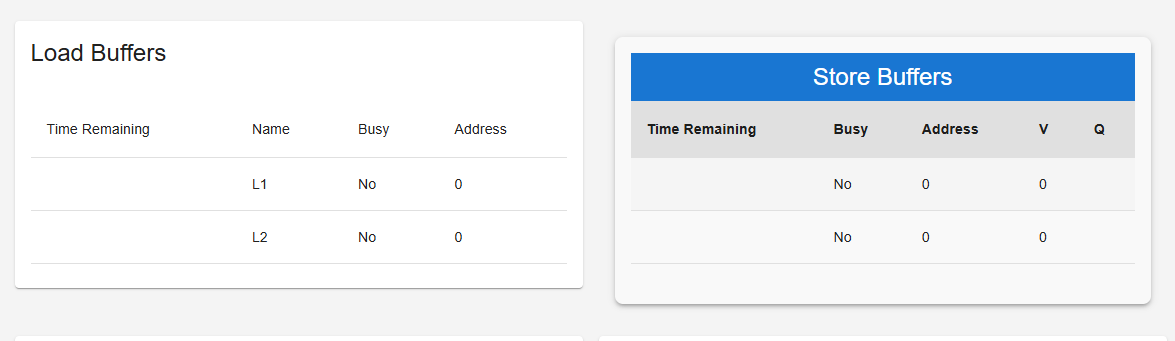 Load Buffers
Time Remaining Name Busy Address
L1 No 0
L2 No 0
Store Buffers
Time Remaining Busy Address V Q
No 0 0
No 0 0